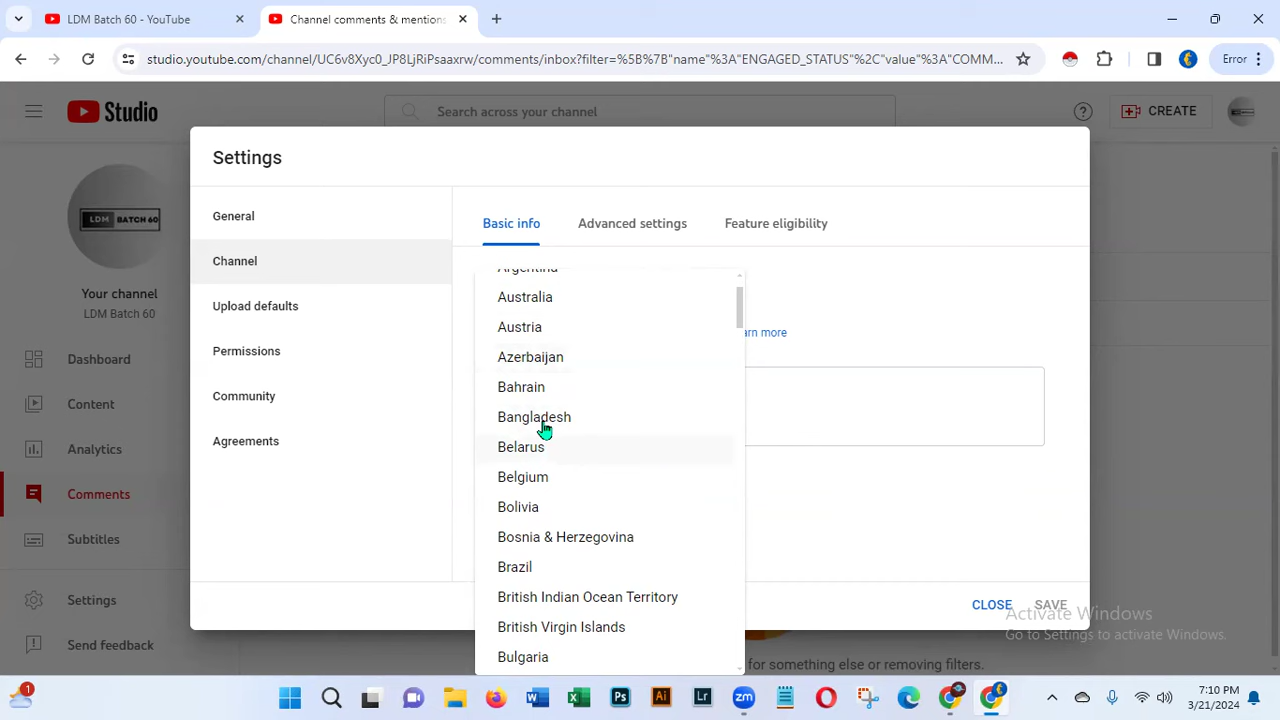 LDM Batch 60 - YouTube
Channel comments & mentions
studio.youtube.com/channel/UC6v8Xy_0_JP8LjRiPsaarrw/comments/inbox?filter=%5B%7B"name"%3A"ENGAGED_STATUS"%2C"value"%3A"COMM...
Error
Studio
Search across your channel
CREATE
Settings
LDM BATCH 60
Your channel
LDM Batch 60
Dashboard
Content
Analytics
Comments
Subtitles
Settings
Send feedback
General
Channel
Upload defaults
Permissions
Community
Agreements
Basic info
Advanced settings
Feature eligibility
Argentina
Australia
Austria
Azerbaijan
Bahrain
Bangladesh
Belarus
Belgium
Bolivia
Bosnia & Herzegovina
Brazil
British Indian Ocean Territory
British Virgin Islands
Bulgaria
arn more
CLOSE
SAVE
Activate Windows
Go to Settings to activate Windows.
for something else or removing filters.
1
7:10 PM
3/21/2024